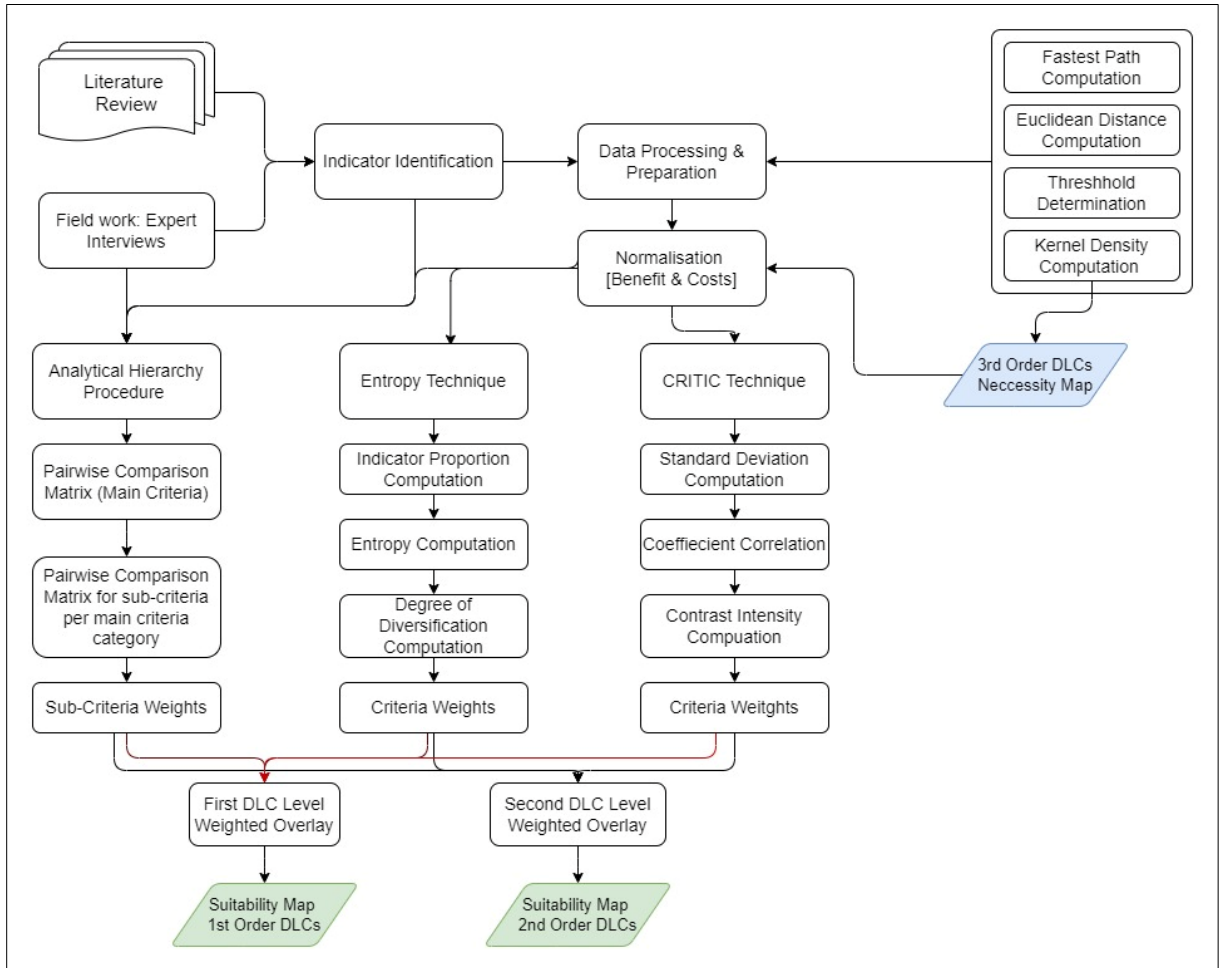 Literature
Review
Field work: Expert
Interviews
Indicator Identification
Data Processing &
Preparation
Fastest Path
Computation
Euclidean Distance
Computation
Threshhold
Determination
Kernel Density
Computation
Normalisation
[Benefit & Costs]
3rd Order DLCs
Neccessity Map
Analytical Hierarchy
Procedure
Pairwise Comparison
Matrix (Main Criteria)
Pairwise Comparison
Matrix for sub-criteria
per main criteria
category
Sub-Criteria Weights
Entropy Technique
Indicator Proportion
Computation
Entropy Computation
Degree of
Diversification
Computation
Criteria Weights
CRITIC Technique
Standard Deviation
Computation
Coeffiecient Correlation
Contrast Intensity
Compuation
Criteria Weitghts
First DLC Level
Weighted Overlay
Second DLC Level
Weighted Overlay
Suitability Map
1st Order DLCs
Suitability Map
2nd Order DLCs